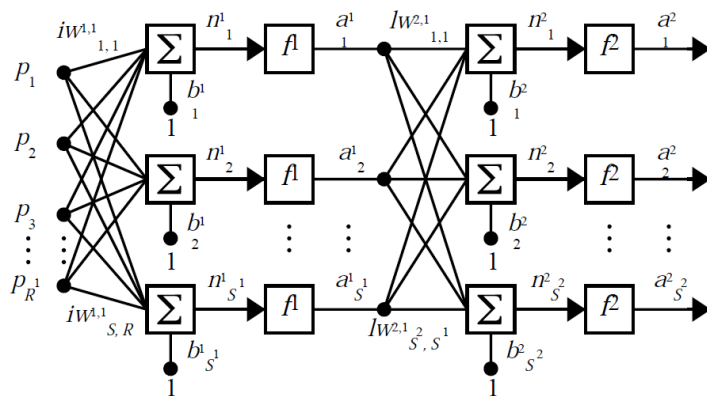 iw¹,¹ 1, 1 Σ n¹ 1 f¹ a¹ 1 lw²,¹ 1, 1 Σ n² 1 f² a² 1
p₁ b¹ 1 b² 1
1 1
p₂ Σ n¹ 2 f¹ a¹ 2 Σ n² 2 f² a² 2
p₃ b¹ 2 b² 2
1 1
p R¹ Σ n¹ S¹ f¹ a¹ S¹ Σ n² S² f² a² S²
iw¹,¹ S, R lw²,¹ S², S¹
b¹ S¹ b² S²
1 1